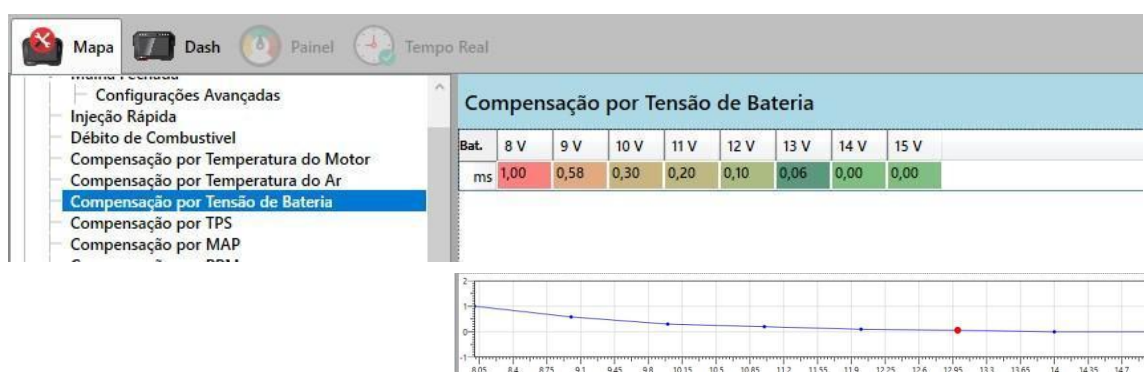 Mapa Dash Painel Tempo Real
Configurações Avançadas
Injeção Rápida
Débito de Combustivel
Compensação por Temperatura do Motor
Compensação por Temperatura do Ar
Compensação por Tensão de Bateria
Compensação por TPS
Compensação por MAP
Compensação por Tensão de Bateria
Bat. 8 V 9 V 10 V 11 V 12 V 13 V 14 V 15 V
ms 1,00 0,58 0,30 0,20 0,10 0,06 0,00 0,00
2
1
0
-1
8.05 8.4 8.75 9.1 9.45 9.8 10.15 10.5 10.85 11.2 11.55 11.9 12.25 12.6 12.95 13.3 13.65 14 14.35 14.7